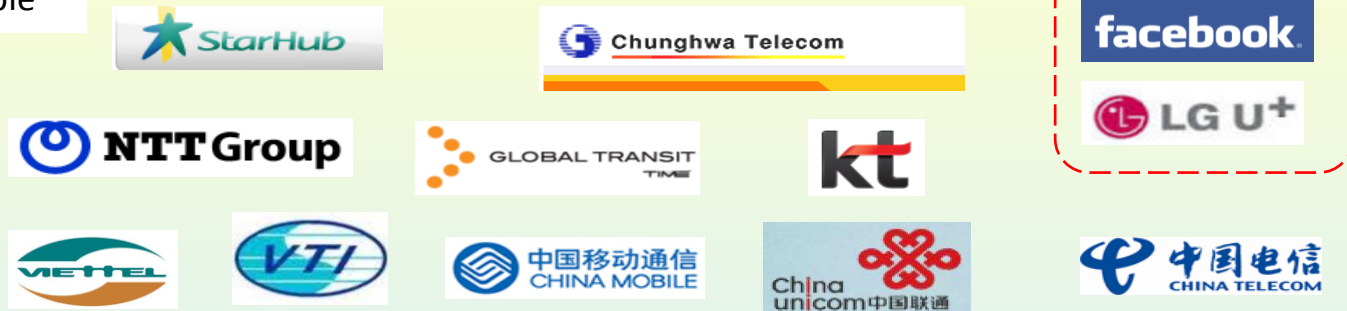 StarHub
Chunghwa Telecom
facebook.
LG U+
NTT Group
GLOBAL TRANSIT
TIME
kt
VIETTEL
VTI
中国移动通信
CHINA MOBILE
China
unicom中国联通
中国电信
CHINA TELECOM